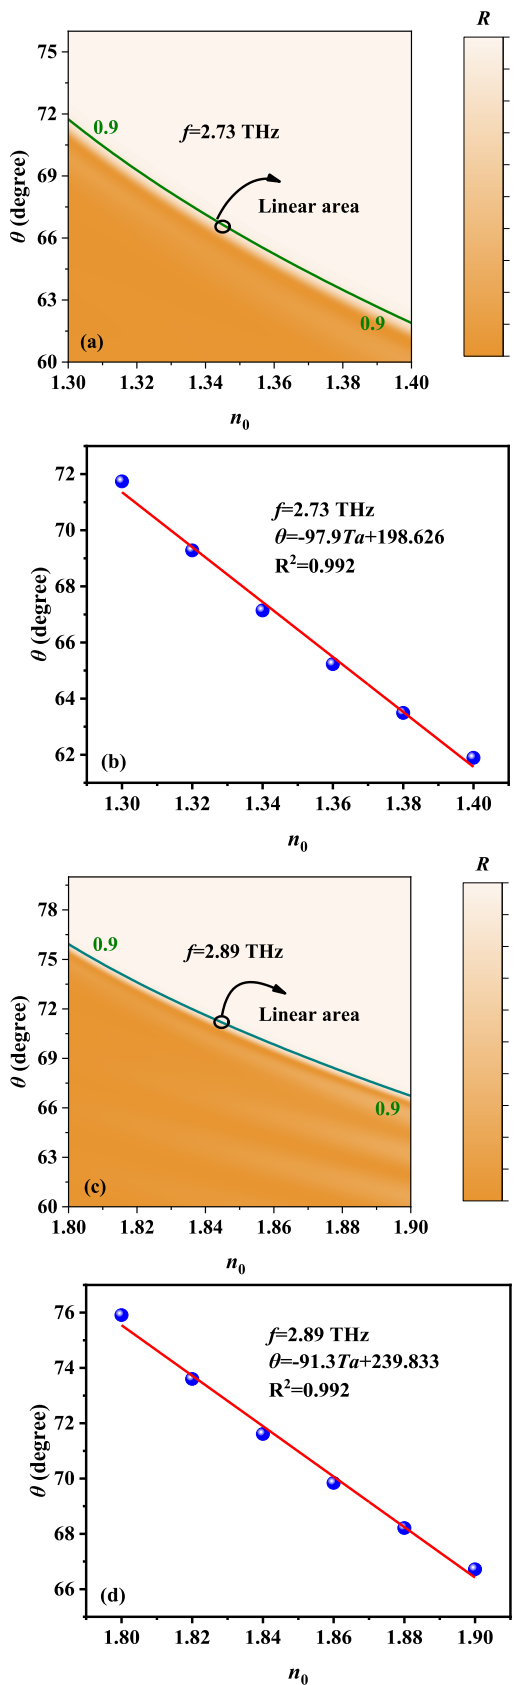 R
75
72
69
66
63
60
θ (degree)
0.9
f=2.73 THz
Linear area
0.9
(a)
1.30 1.32 1.34 1.36 1.38 1.40
n0
72
70
68
66
64
62
θ (degree)
f=2.73 THz
θ=-97.9Ta+198.626
R²=0.992
(b)
1.30 1.32 1.34 1.36 1.38 1.40
n0
R
78
75
72
69
66
63
60
θ (degree)
0.9
f=2.89 THz
Linear area
0.9
(c)
1.80 1.82 1.84 1.86 1.88 1.90
n0
76
74
72
70
68
66
θ (degree)
f=2.89 THz
θ=-91.3Ta+239.833
R²=0.992
(d)
1.80 1.82 1.84 1.86 1.88 1.90
n0